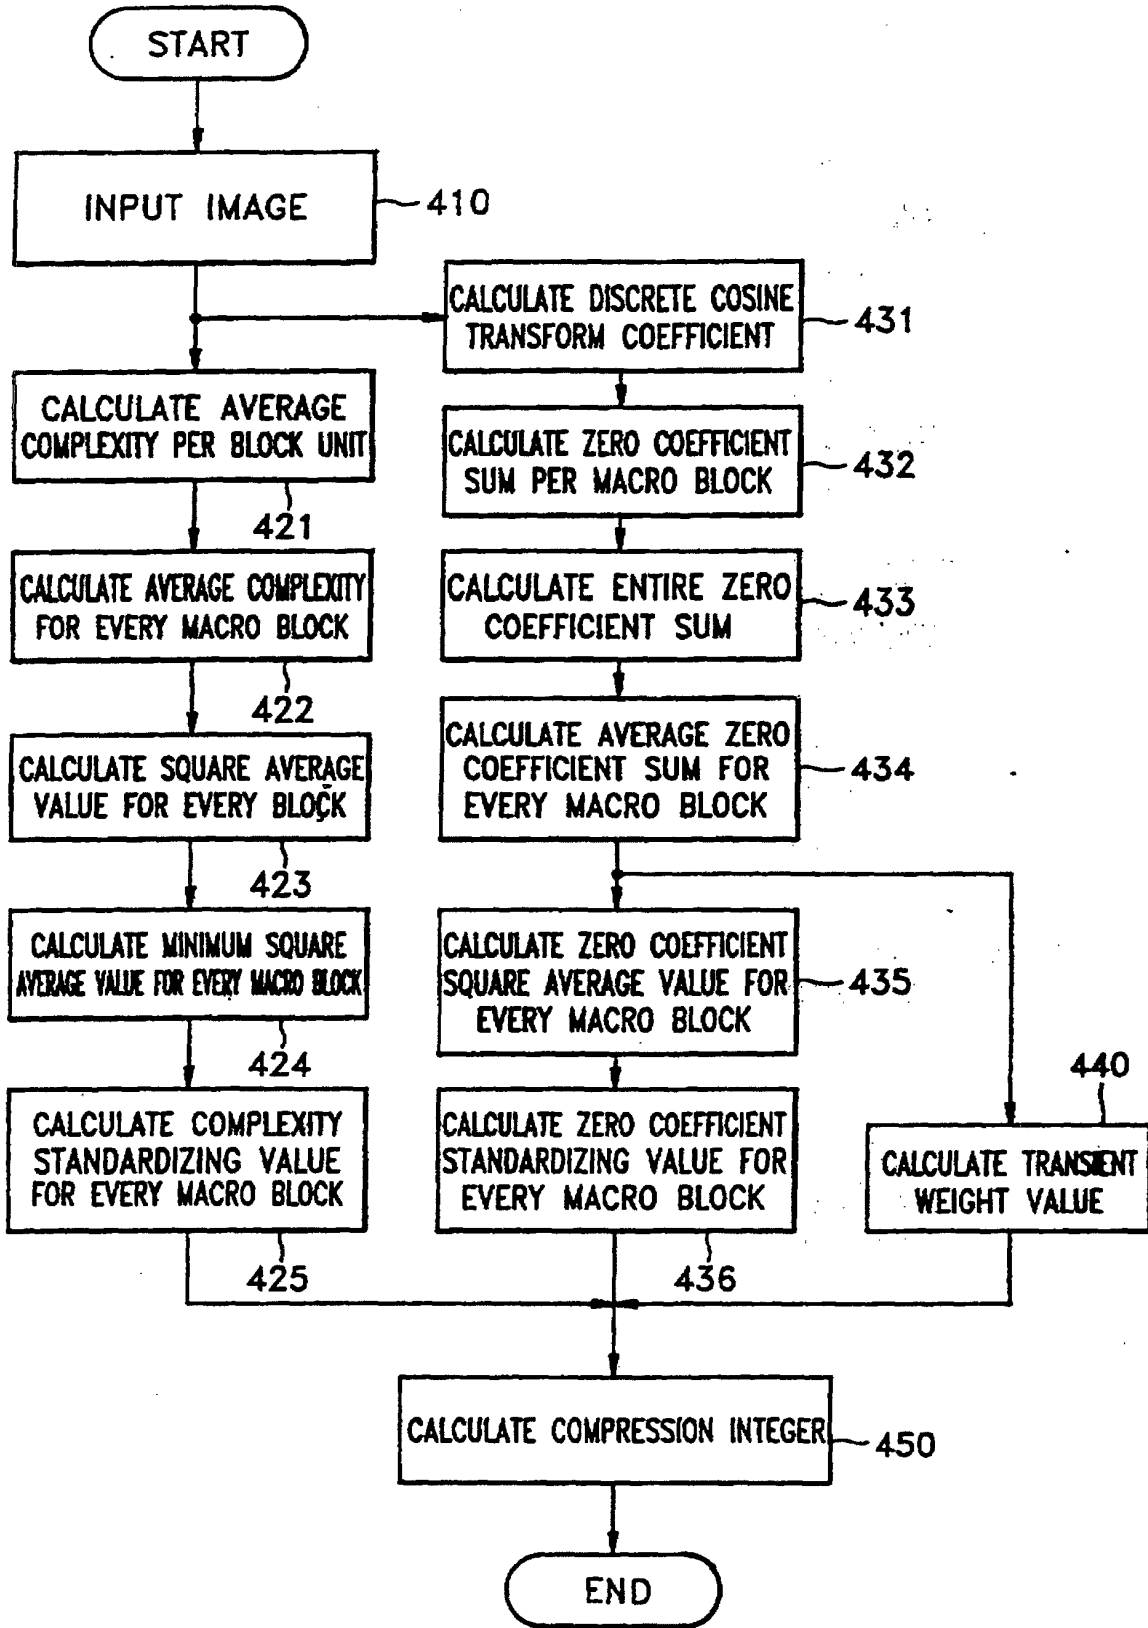 START
INPUT IMAGE
410
CALCULATE AVERAGE
COMPLEXITY PER BLOCK UNIT
421
CALCULATE AVERAGE COMPLEXITY
FOR EVERY MACRO BLOCK
422
CALCULATE SQUARE AVERAGE
VALUE FOR EVERY BLOCK
423
CALCULATE MINIMUM SQUARE
AVERAGE VALUE FOR EVERY MACRO BLOCK
424
CALCULATE COMPLEXITY
STANDARDIZING VALUE
FOR EVERY MACRO BLOCK
425
CALCULATE DISCRETE COSINE
TRANSFORM COEFFICIENT
431
CALCULATE ZERO COEFFICIENT
SUM PER MACRO BLOCK
432
CALCULATE ENTIRE ZERO
COEFFICIENT SUM
433
CALCULATE AVERAGE ZERO
COEFFICIENT SUM FOR
EVERY MACRO BLOCK
434
CALCULATE ZERO COEFFICIENT
SQUARE AVERAGE VALUE FOR
EVERY MACRO BLOCK
435
CALCULATE ZERO COEFFICIENT
STANDARDIZING VALUE FOR
EVERY MACRO BLOCK
436
440
CALCULATE TRANSIENT
WEIGHT VALUE
CALCULATE COMPRESSION INTEGER
450
END